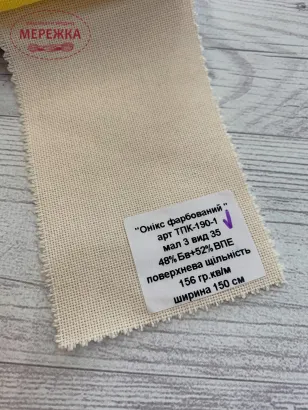 МЕРЕЖКА
"Онікс фарбований"
арт ТПК-190-1
мал 3 вид 35
48%Бв+52%ВПЕ
поверхнева щільність
156 гр.кв/м
ширина 150 см